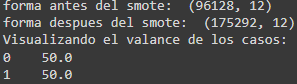 forma antes del smote:  (96128, 12)
forma despues del smote:  (175292, 12)
Visualizando el valance de los casos:
0    50.0
1    50.0